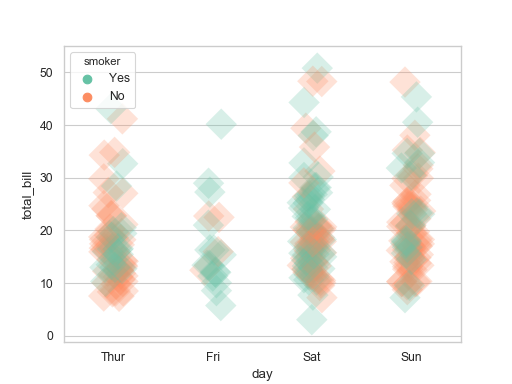 smoker
Yes
No
total_bill
50
40
30
20
10
0
Thur Fri Sat Sun
day